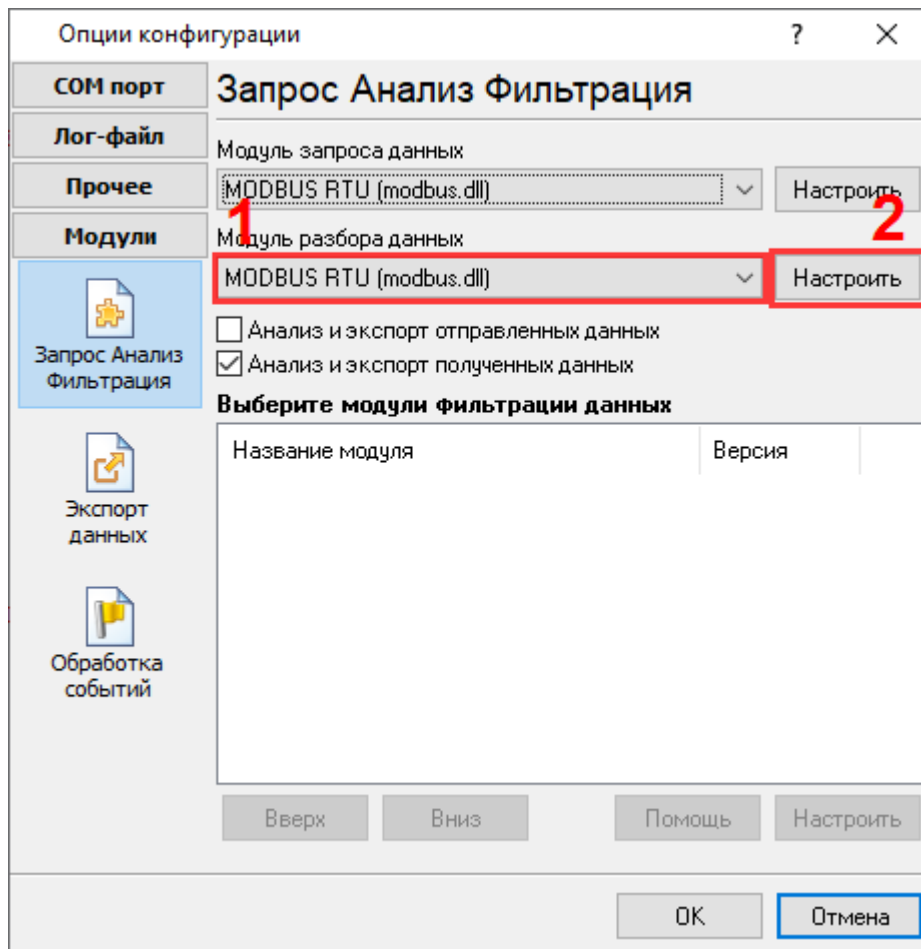 Опции конфигурации
?
COM порт
Лог-файл
Прочее
Модули
Запрос Анализ
Фильтрация
Экспорт
данных
Обработка
событий
Запрос Анализ Фильтрация
Модуль запроса данных
MODBUS RTU (modbus.dll)
Настроить
1
2
Модуль разбора данных
MODBUS RTU (modbus.dll)
Настроить
Анализ и экспорт отправленных данных
Анализ и экспорт полученных данных
Выберите модули фильтрации данных
Название модуля Версия
Вверх Вниз Помощь Настроить
OK Отмена